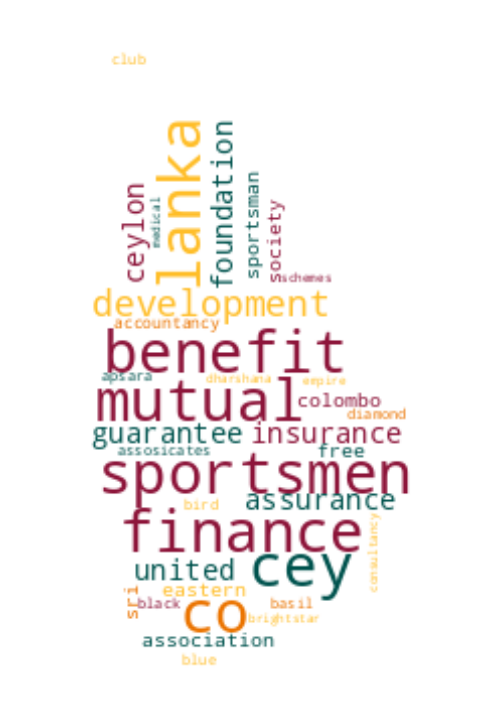 club
lanka
foundation
sportsman
ceylon
medical
society
schemes
development
accountancy
benefit
apsara
dharshana
empire
mutual
colombo
diamond
guarantee
insurance
assosicates
free
sportsmen
assurance
bird
finance
consultancy
cey
united
eastern
sri
black
co
basil
brightstar
association
blue